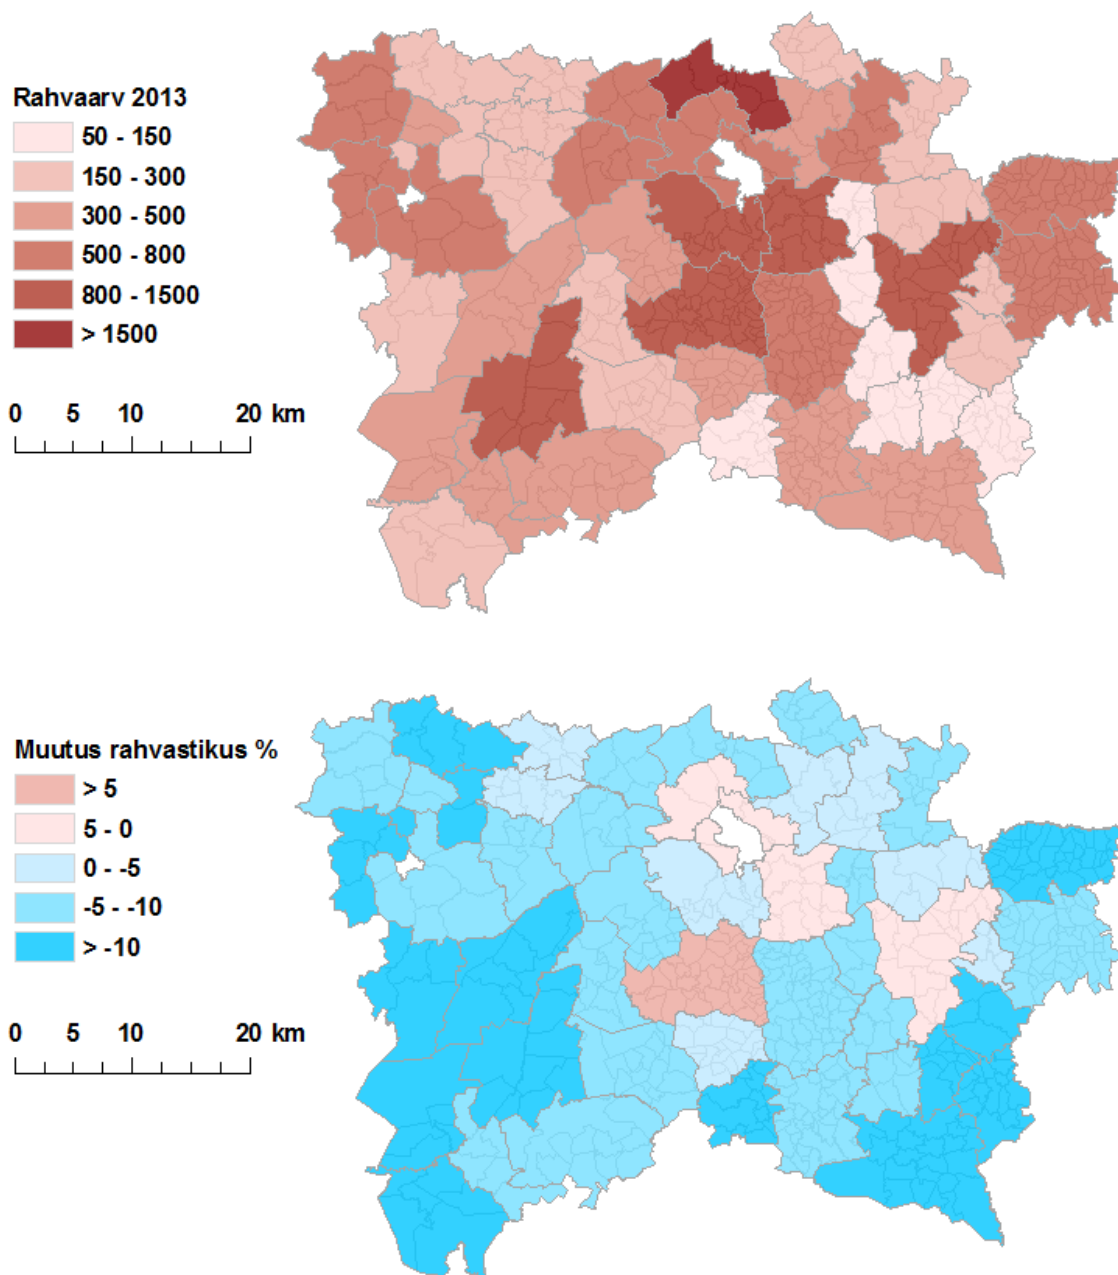 Rahvaarv 2013
50 - 150
150 - 300
300 - 500
500 - 800
800 - 1500
> 1500
0 5 10 20 km
Muutus rahvastikus %
> 5
5 - 0
0 - -5
-5 - -10
> -10
0 5 10 20 km